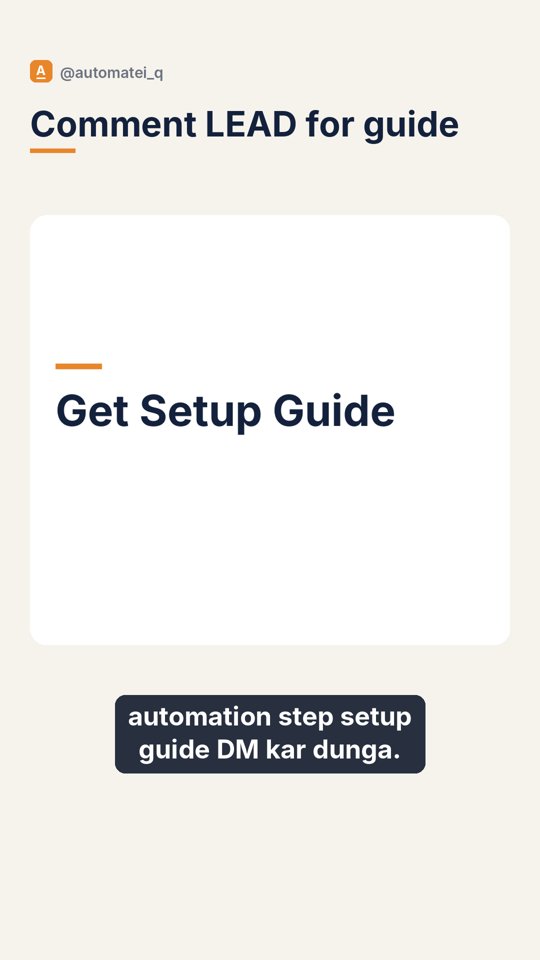 A @automatei_q
Comment LEAD for guide
Get Setup Guide
automation step setup
guide DM kar dunga.